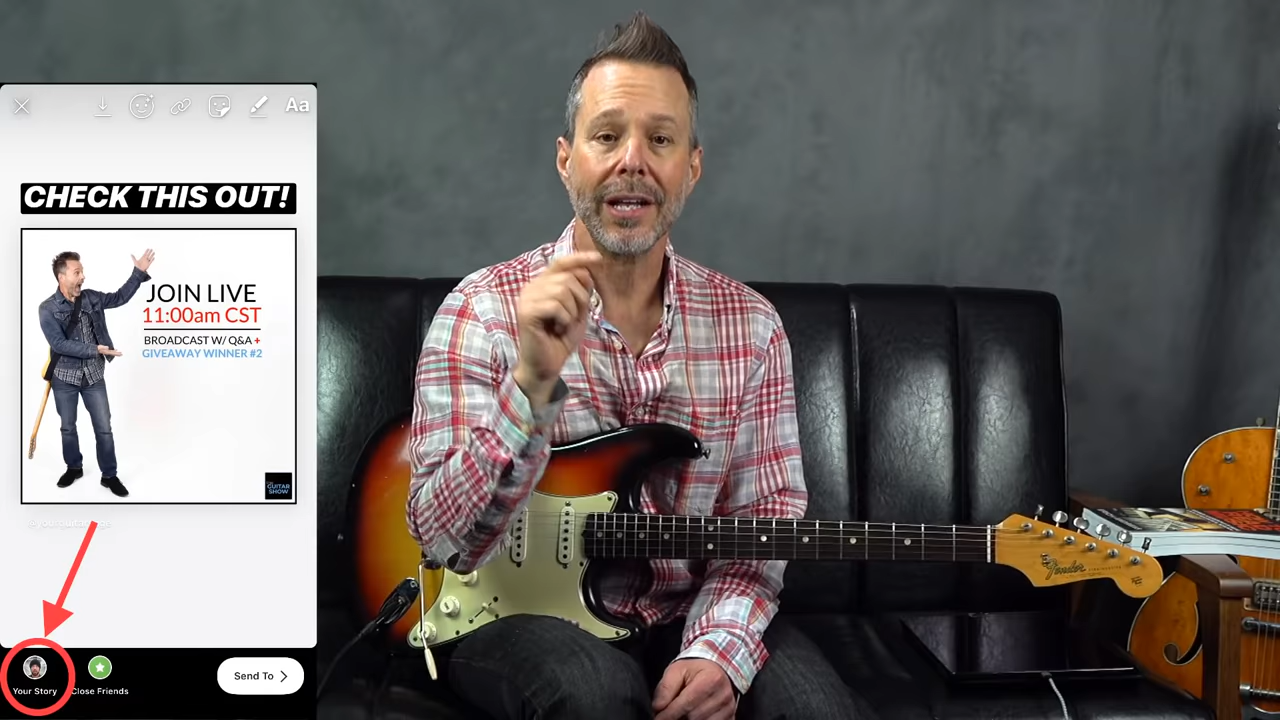 Aa
CHECK THIS OUT!
JOIN LIVE
11:00am CST
BROADCAST W/ Q&A +
GIVEAWAY WINNER #2
GUITAR
SHOW
Your Story
Close Friends
Send To
Fender